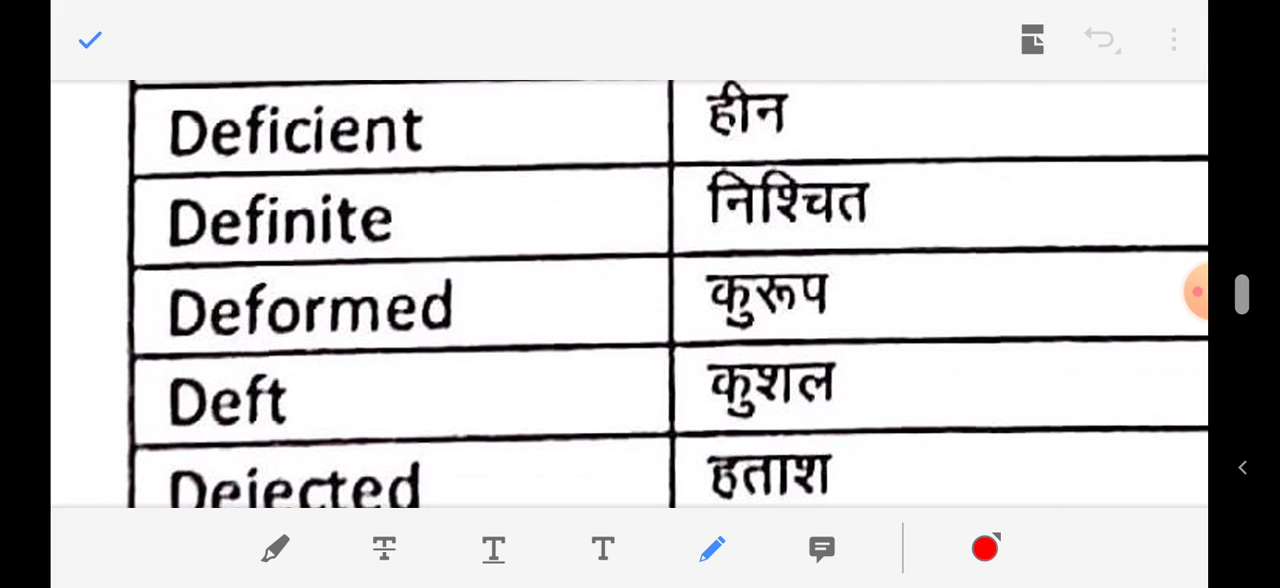 Deficient हीन
Definite निश्चित
Deformed कुरूप
Deft कुशल
Dejected हताश